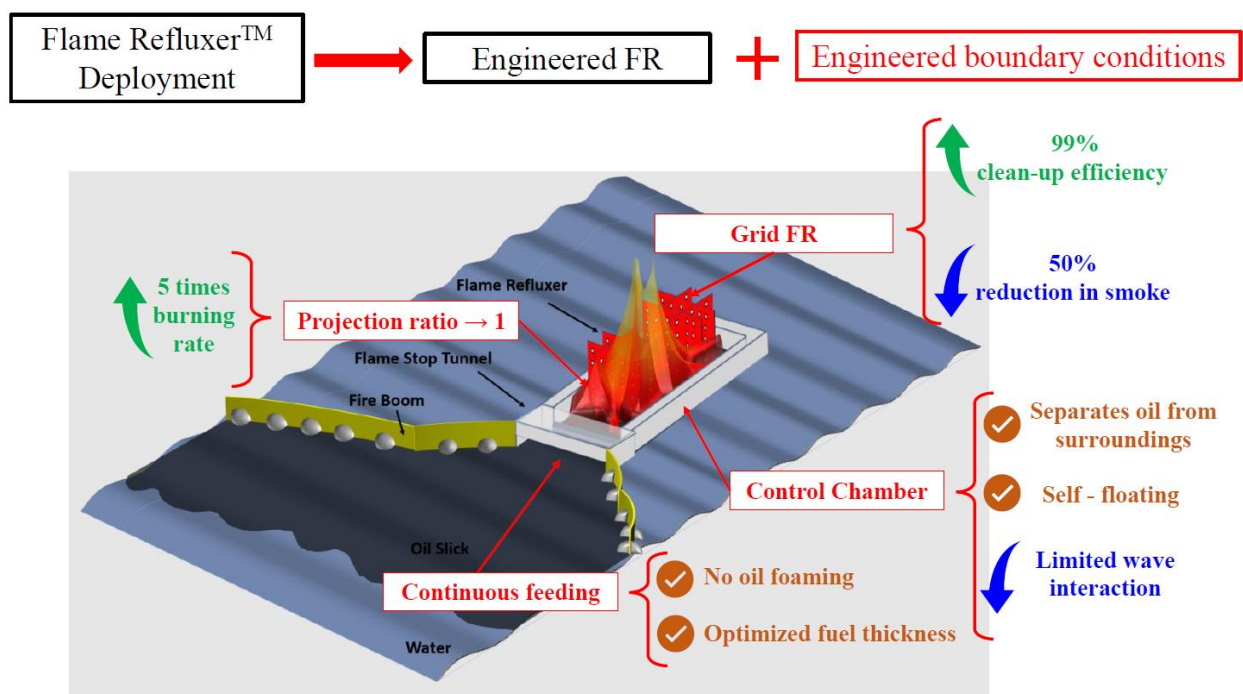 Flame Refluxer™
Deployment
Engineered FR
+
Engineered boundary conditions
99%
clean-up efficiency
Grid FR
50%
reduction in smoke
5 times
burning
rate
Flame Refluxer
Projection ratio → 1
Flame Stop Tunnel
Fire Boom
Separates oil from
surroundings
Control Chamber
Self - floating
Oil Slick
Limited wave
interaction
Continuous feeding
No oil foaming
Optimized fuel thickness
Water